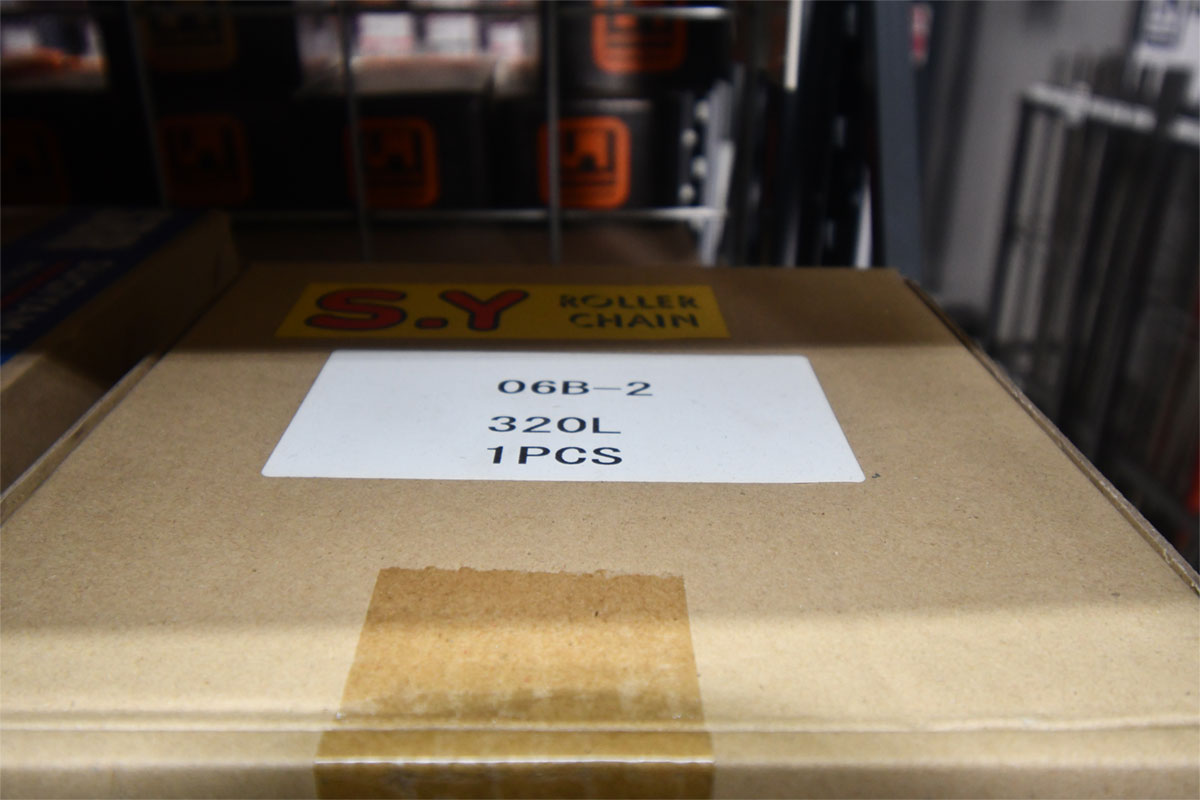 S.Y ROLLER
CHAIN
06B-2
320L
1PCS